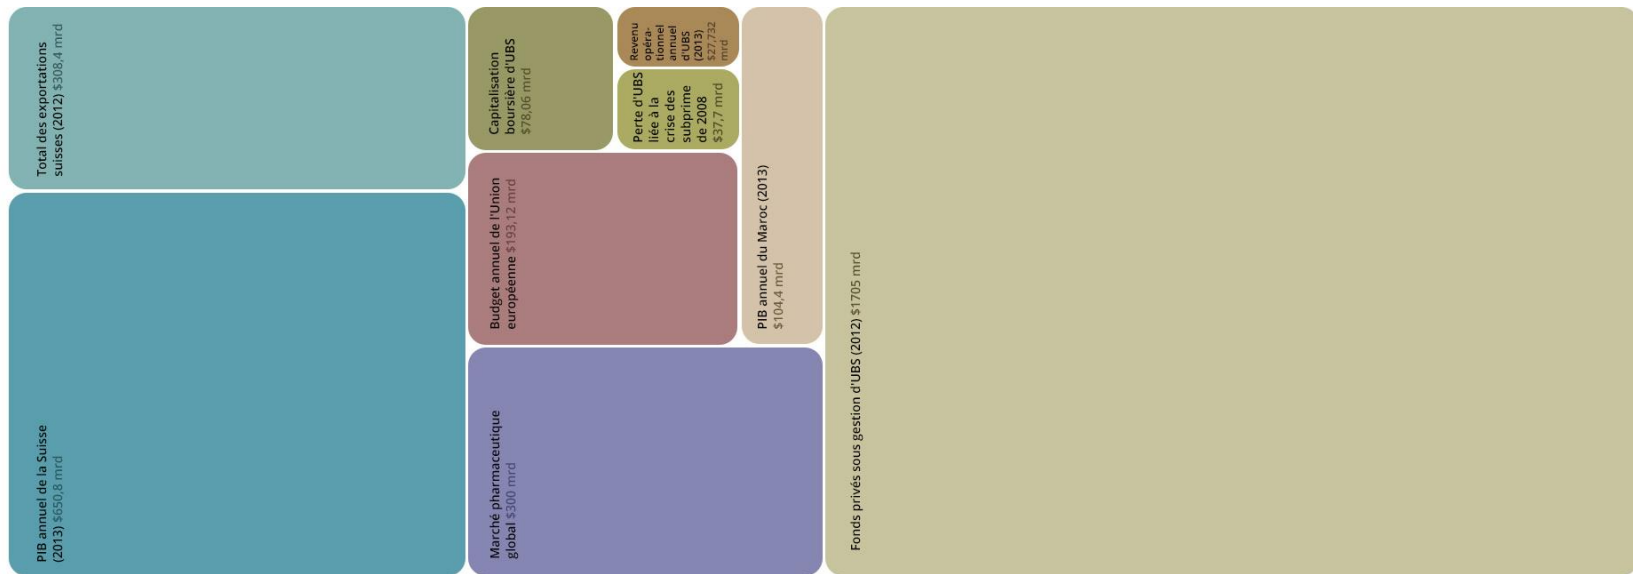 Total des exportations
suisses (2012) $308,4 mrd
PIB annuel de la Suisse
(2013) $650,8 mrd
Capitalisation
boursière d'UBS
$78,06 mrd
Revenu
opéra-
tionnel
annuel
d'UBS
(2013)
$27,732
mrd
Perte d'UBS
liée à la
crise des
subprime
de 2008
$37,7 mrd
Budget annuel de l'Union
européenne $193,12 mrd
PIB annuel du Maroc (2013)
$104,4 mrd
Marché pharmaceutique
global $300 mrd
Fonds privés sous gestion d'UBS (2012) $1705 mrd